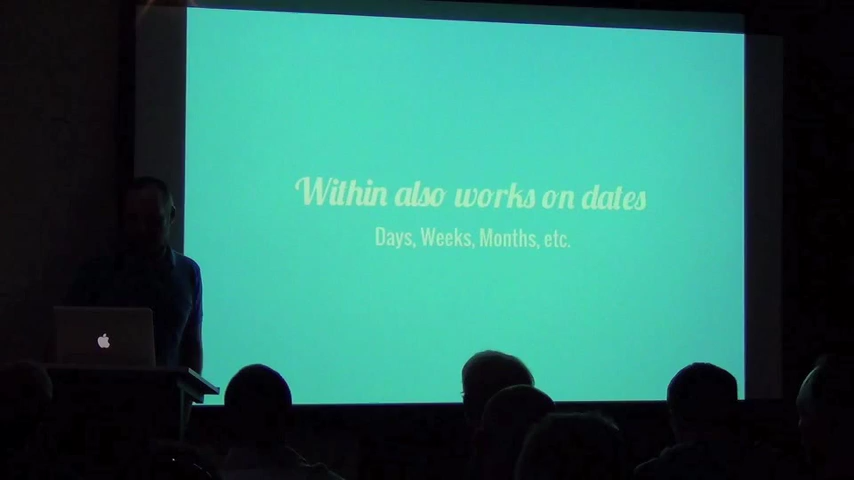 Within also works on dates
Days, Weeks, Months, etc.